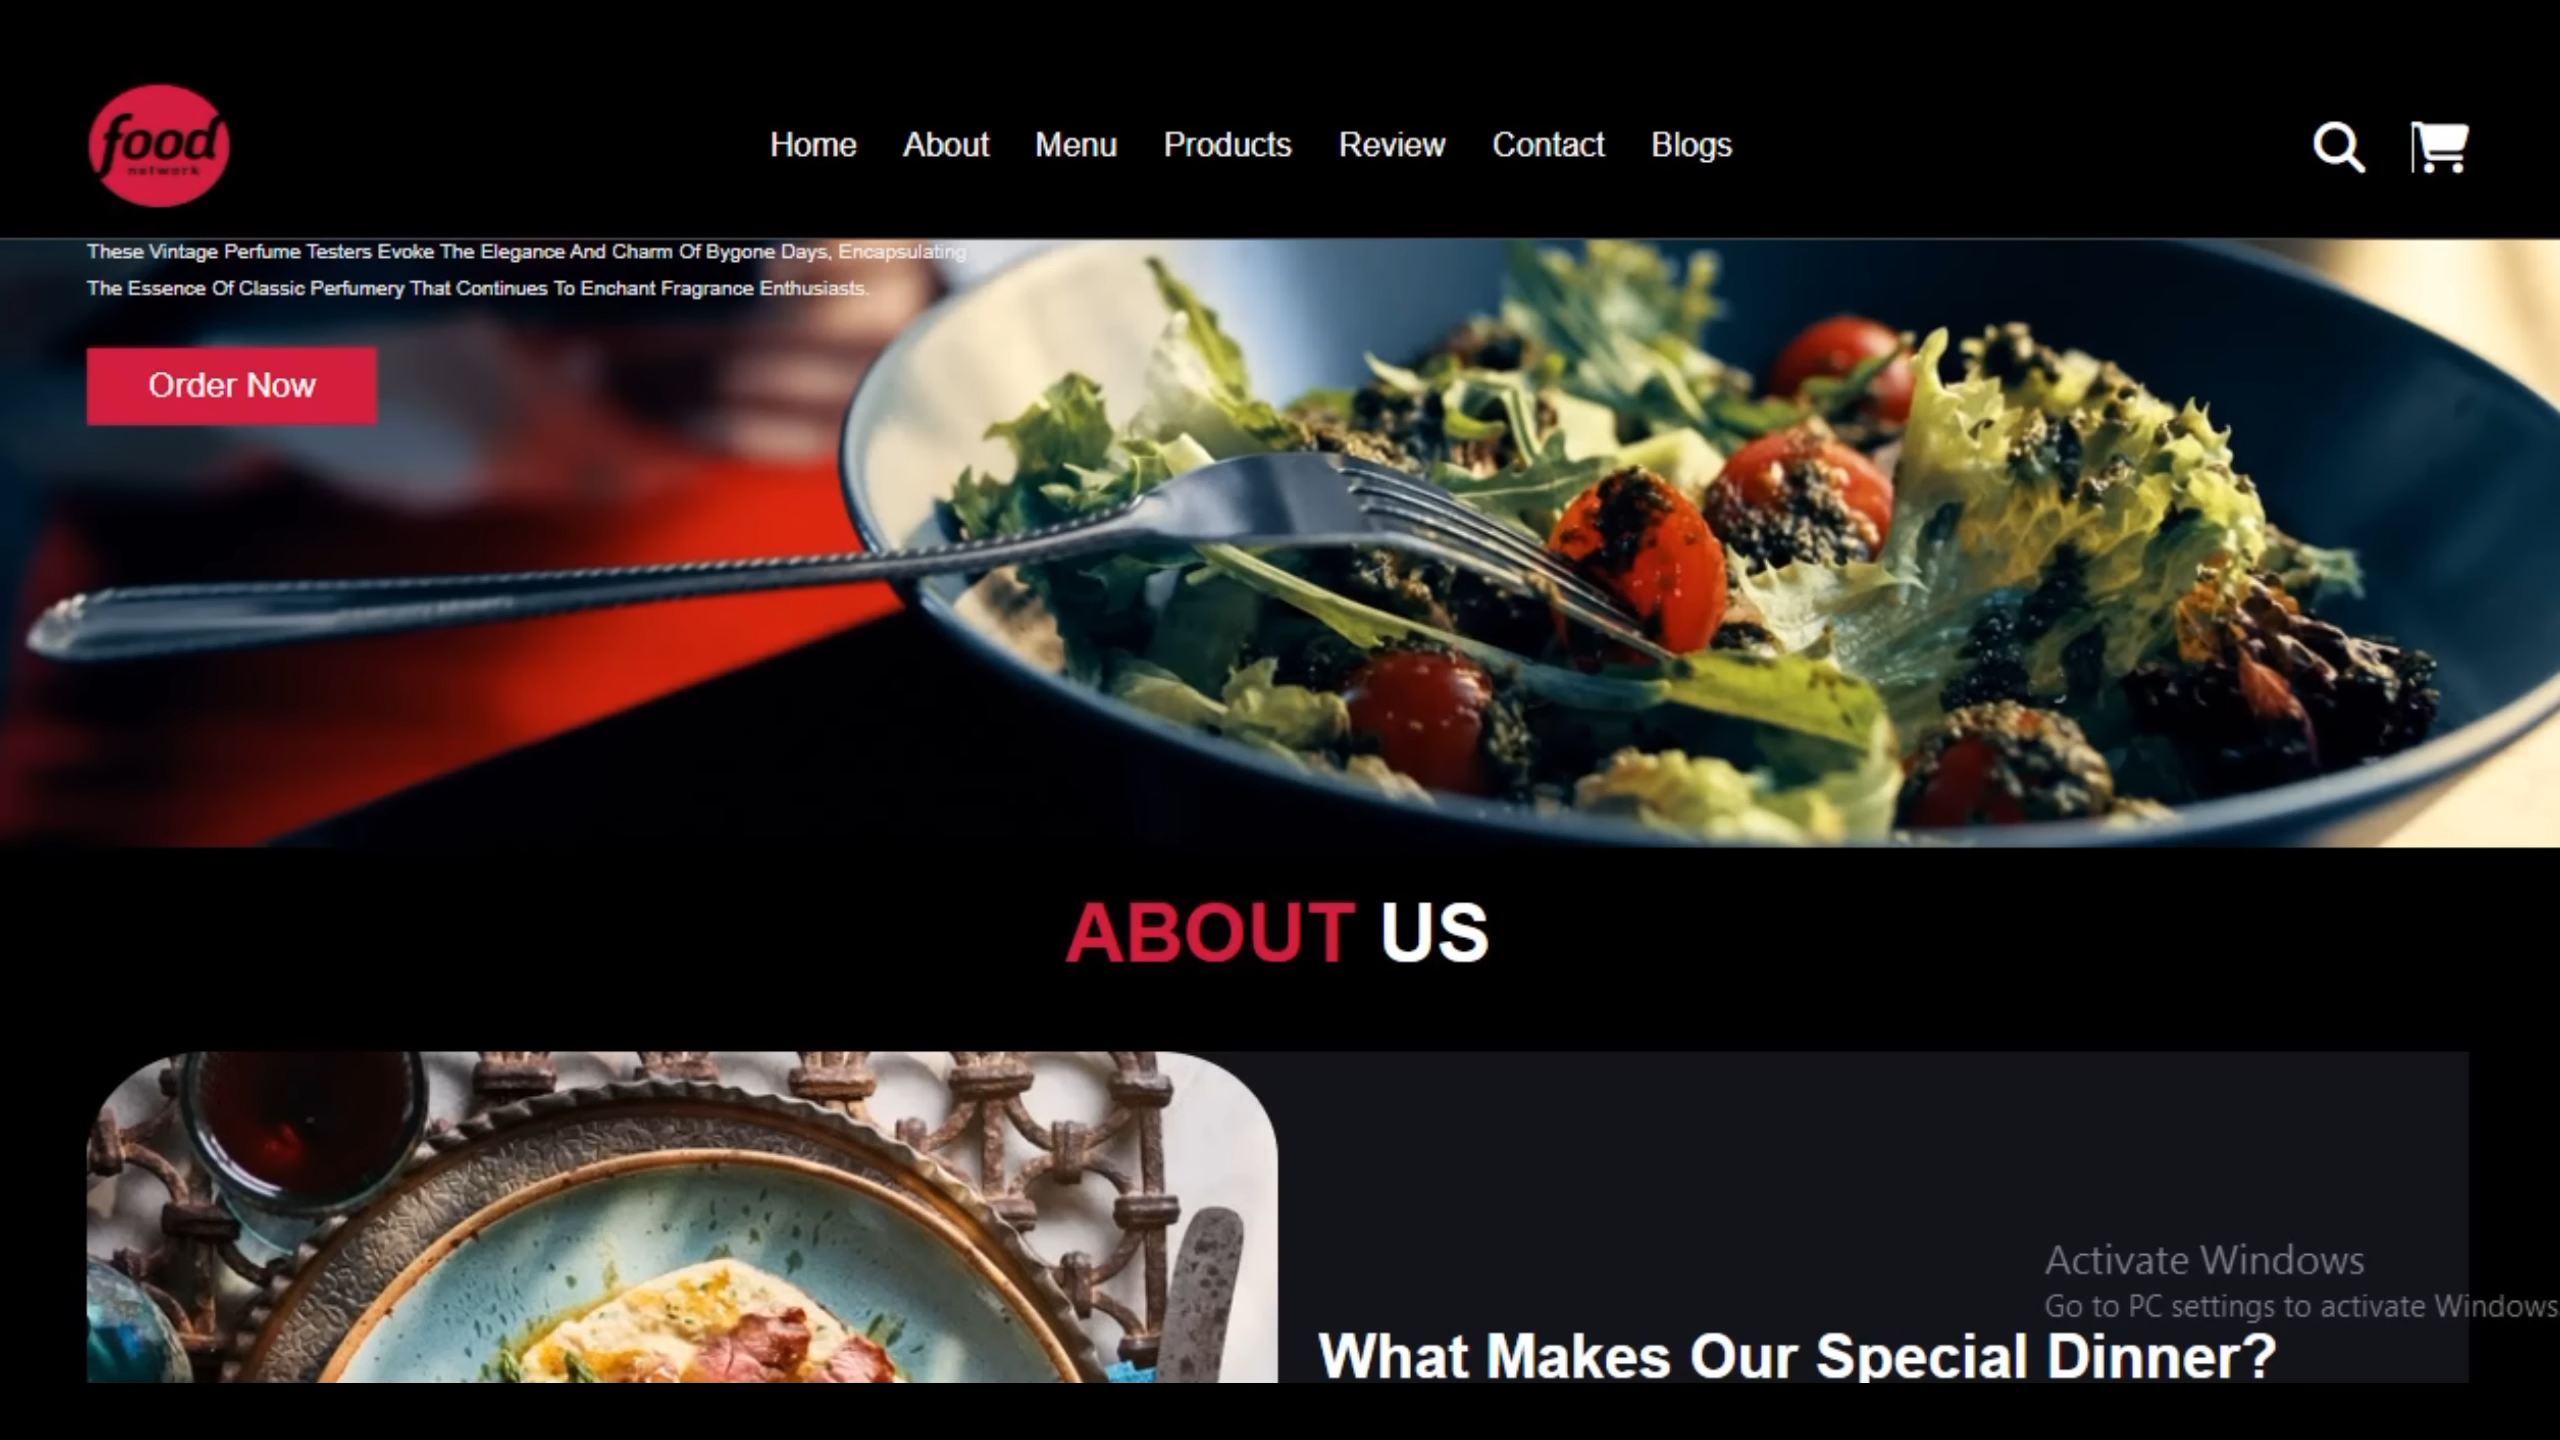 food
network
Home About Menu Products Review Contact Blogs
These Vintage Perfume Testers Evoke The Elegance And Charm Of Bygone Days, Encapsulating
The Essence Of Classic Perfumery That Continues To Enchant Fragrance Enthusiasts.
Order Now
ABOUT US
Activate Windows
Go to PC settings to activate Windows
What Makes Our Special Dinner?